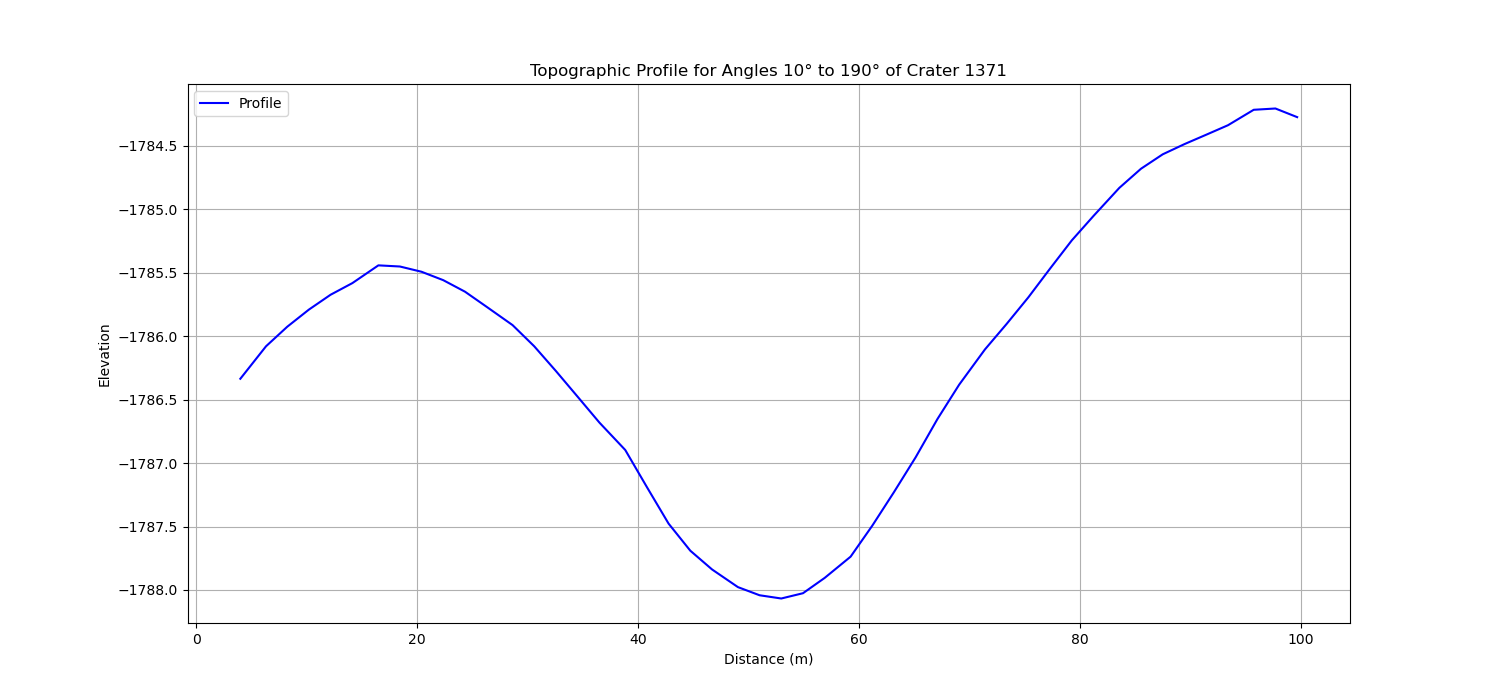 Topographic Profile for Angles 10° to 190° of Crater 1371
Profile
−1784.5
−1785.0
−1785.5
−1786.0
−1786.5
−1787.0
−1787.5
−1788.0
Elevation
0 20 40 60 80 100
Distance (m)